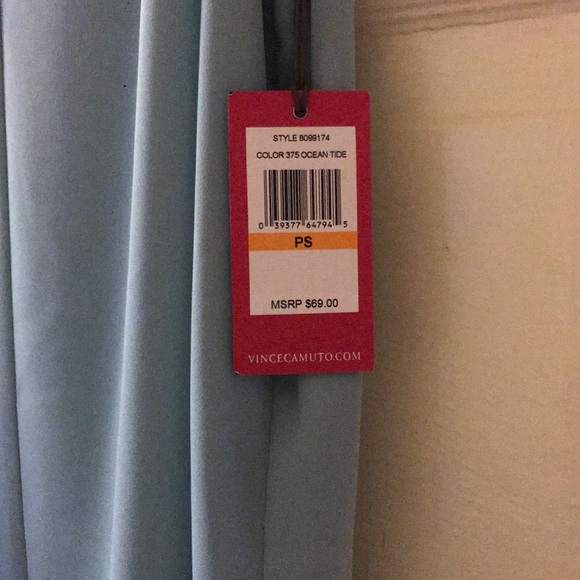 STYLE 8099174
COLOR 375 OCEAN TIDE
0 39377 64794 5
PS
MSRP $69.00
VINCECAMUTO.COM